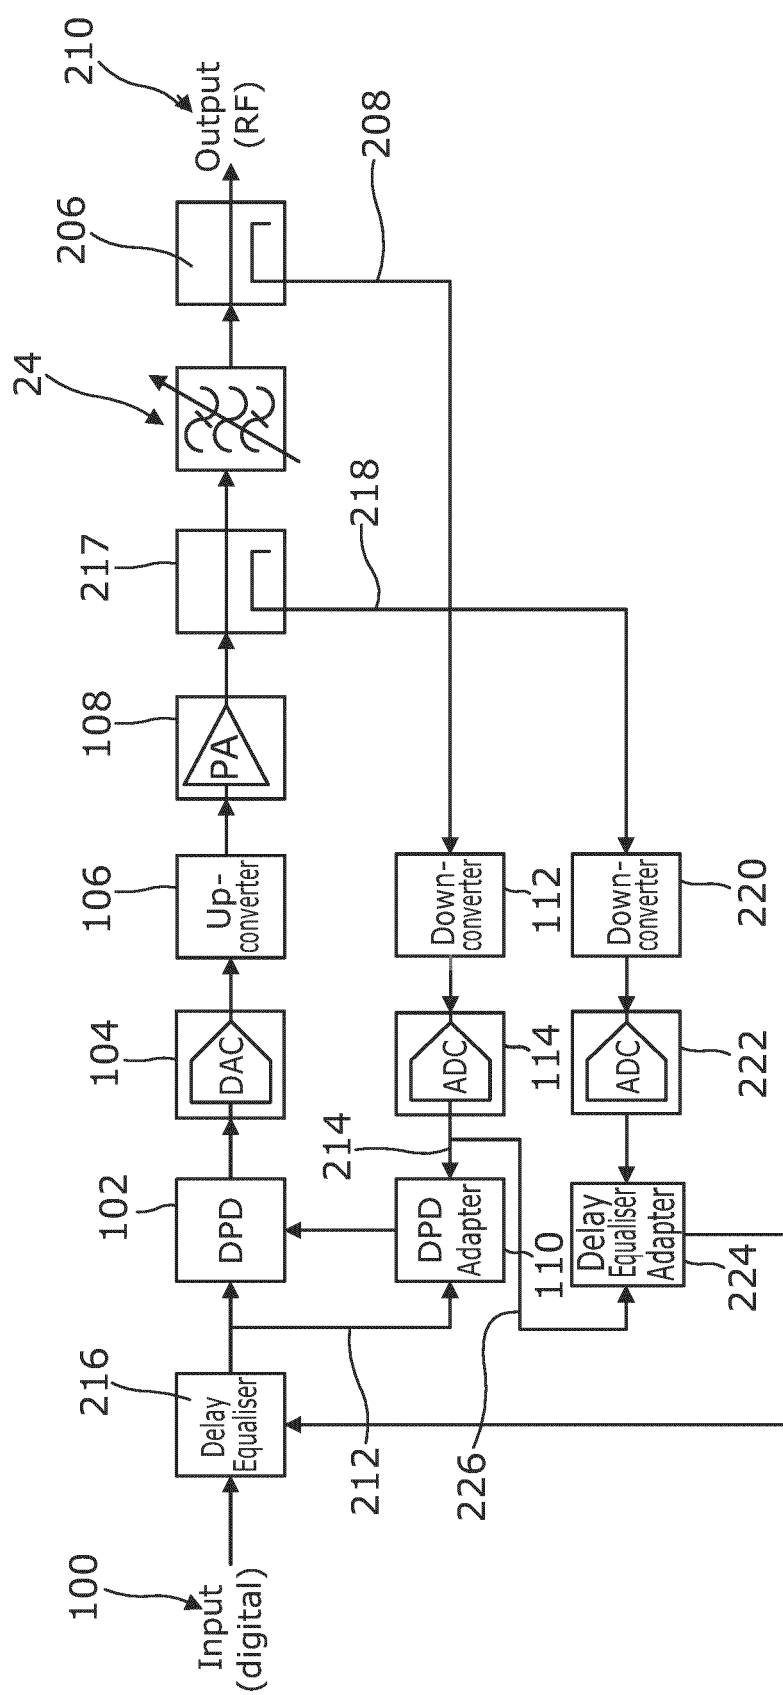 100
Input
(digital)
216
Delay
Equaliser
212
102
DPD
104
DAC
106
Up-
converter
108
PA
217
218
24
206
208
210
Output
(RF)
214
DPD
Adapter
110
ADC
114
Down-
converter
112
226
Delay
Equaliser
Adapter
224
ADC
222
Down-
converter
220